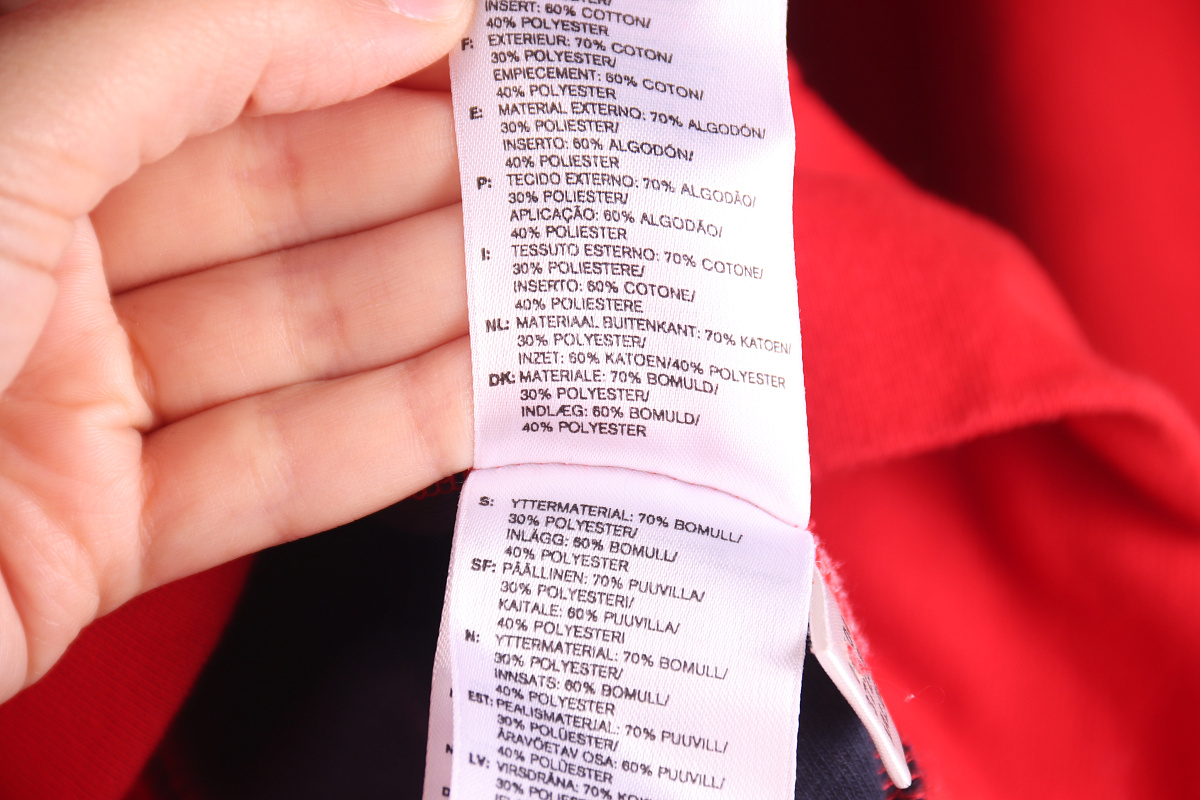 INSERT: 60% COTTON/
40% POLYESTER
F: EXTERIEUR: 70% COTON/
30% POLYESTER/
EMPIECEMENT: 60% COTON/
40% POLYESTER
E: MATERIAL EXTERNO: 70% ALGODÓN/
30% POLIESTER/
INSERTO: 60% ALGODÓN/
40% POLIESTER
P: TECIDO EXTERNO: 70% ALGODÃO/
30% POLIESTER/
APLICAÇÃO: 60% ALGODÃO/
40% POLIESTER
I: TESSUTO ESTERNO: 70% COTONE/
30% POLIESTERE/
INSERTO: 60% COTONE/
40% POLIESTERE
NL: MATERIAAL BUITENKANT: 70% KATOEN/
30% POLYESTER/
INZET: 60% KATOEN/40% POLYESTER
DK: MATERIALE: 70% BOMULD/
30% POLYESTER/
INDLÆG: 60% BOMULD/
40% POLYESTER
S: YTTERMATERIAL: 70% BOMULL/
30% POLYESTER/
INLÄGG: 60% BOMULL/
40% POLYESTER
SF: PÄÄLLINEN: 70% PUUVILLA/
30% POLYESTERI/
KAITALE: 60% PUUVILLA/
40% POLYESTERI
N: YTTERMATERIAL: 70% BOMULL/
30% POLYESTER/
INNSATS: 60% BOMULL/
40% POLYESTER
EST: PEALISMATERJAL: 70% PUUVILL/
30% POLÜESTER/
ÄRAVÕETAV OSA: 60% PUUVILL/
40% POLÜESTER
LV: VIRSDRĀNA: 70%
30%